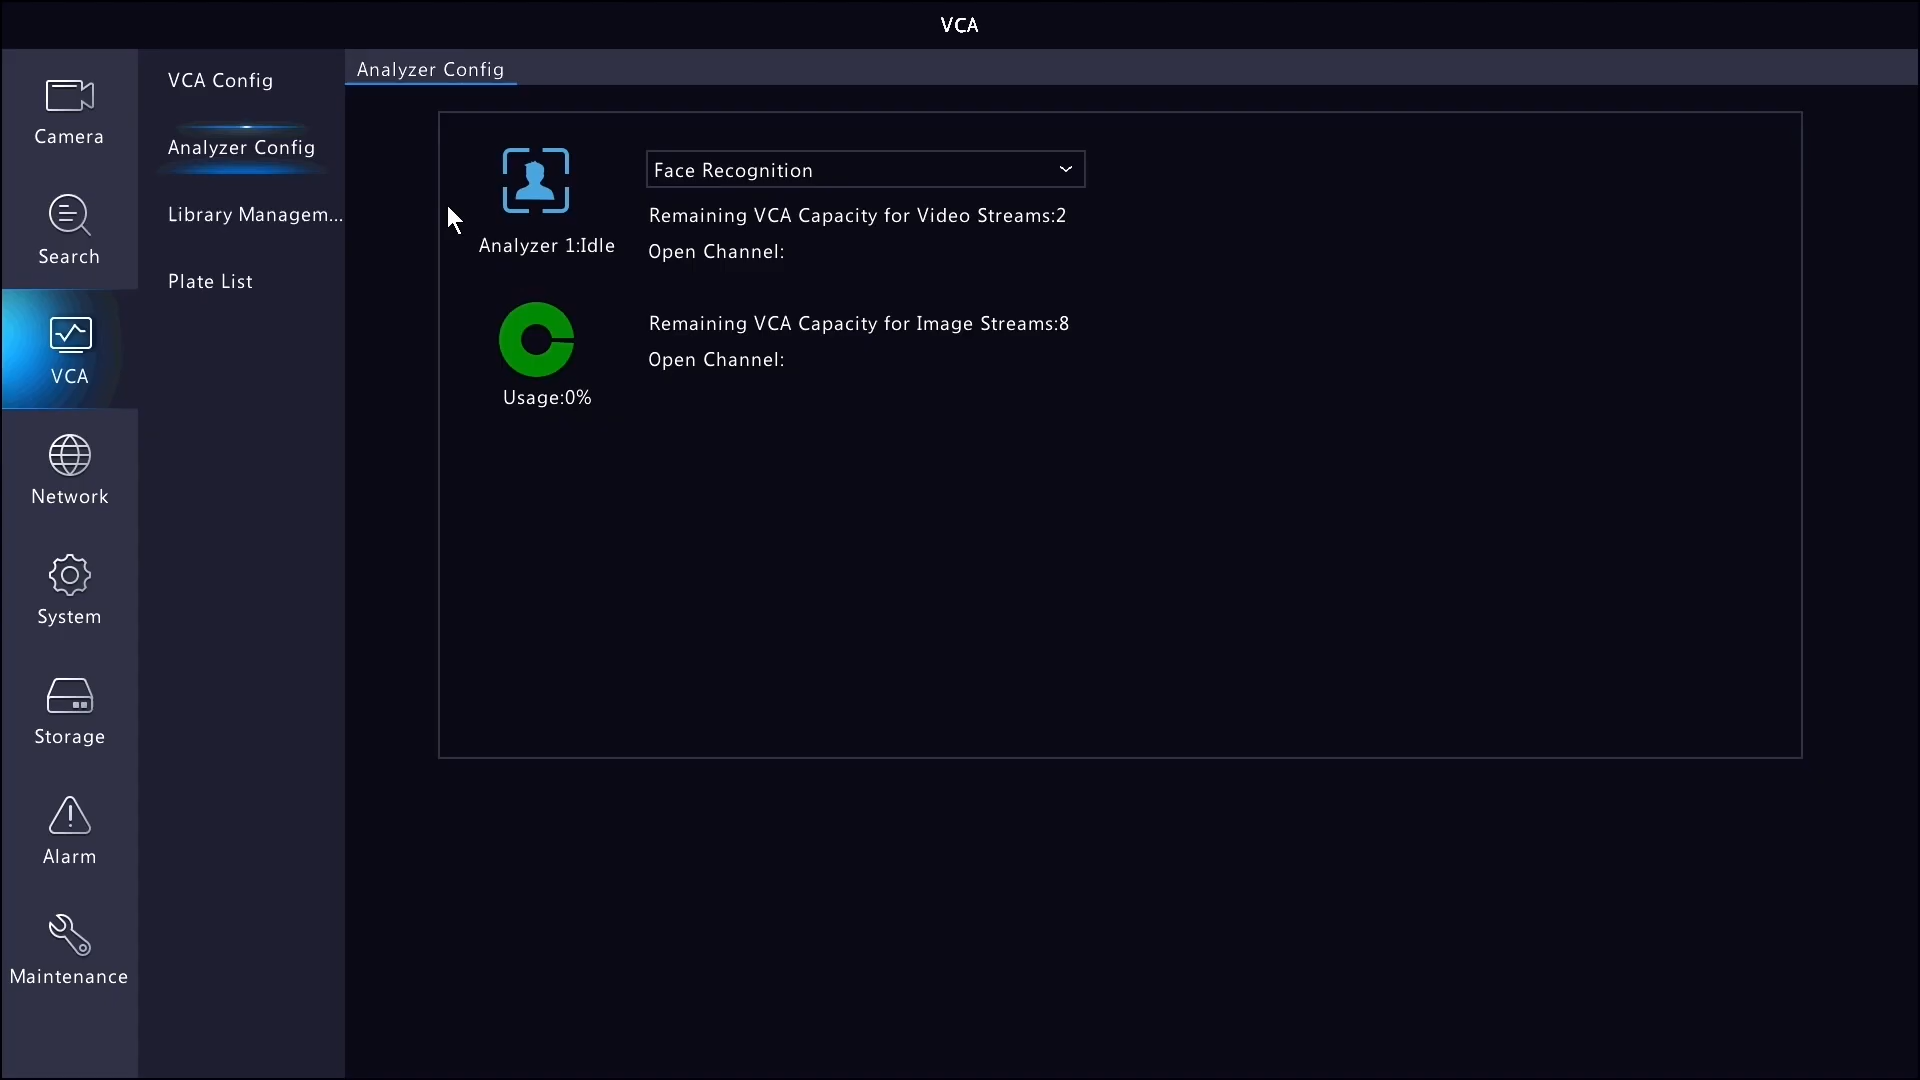 VCA
Camera
Search
VCA
Network
System
Storage
Alarm
Maintenance
VCA Config
Analyzer Config
Library Managem...
Plate List
Analyzer Config
Analyzer 1:Idle
Usage:0%
Face Recognition
Remaining VCA Capacity for Video Streams:2
Open Channel:
Remaining VCA Capacity for Image Streams:8
Open Channel: